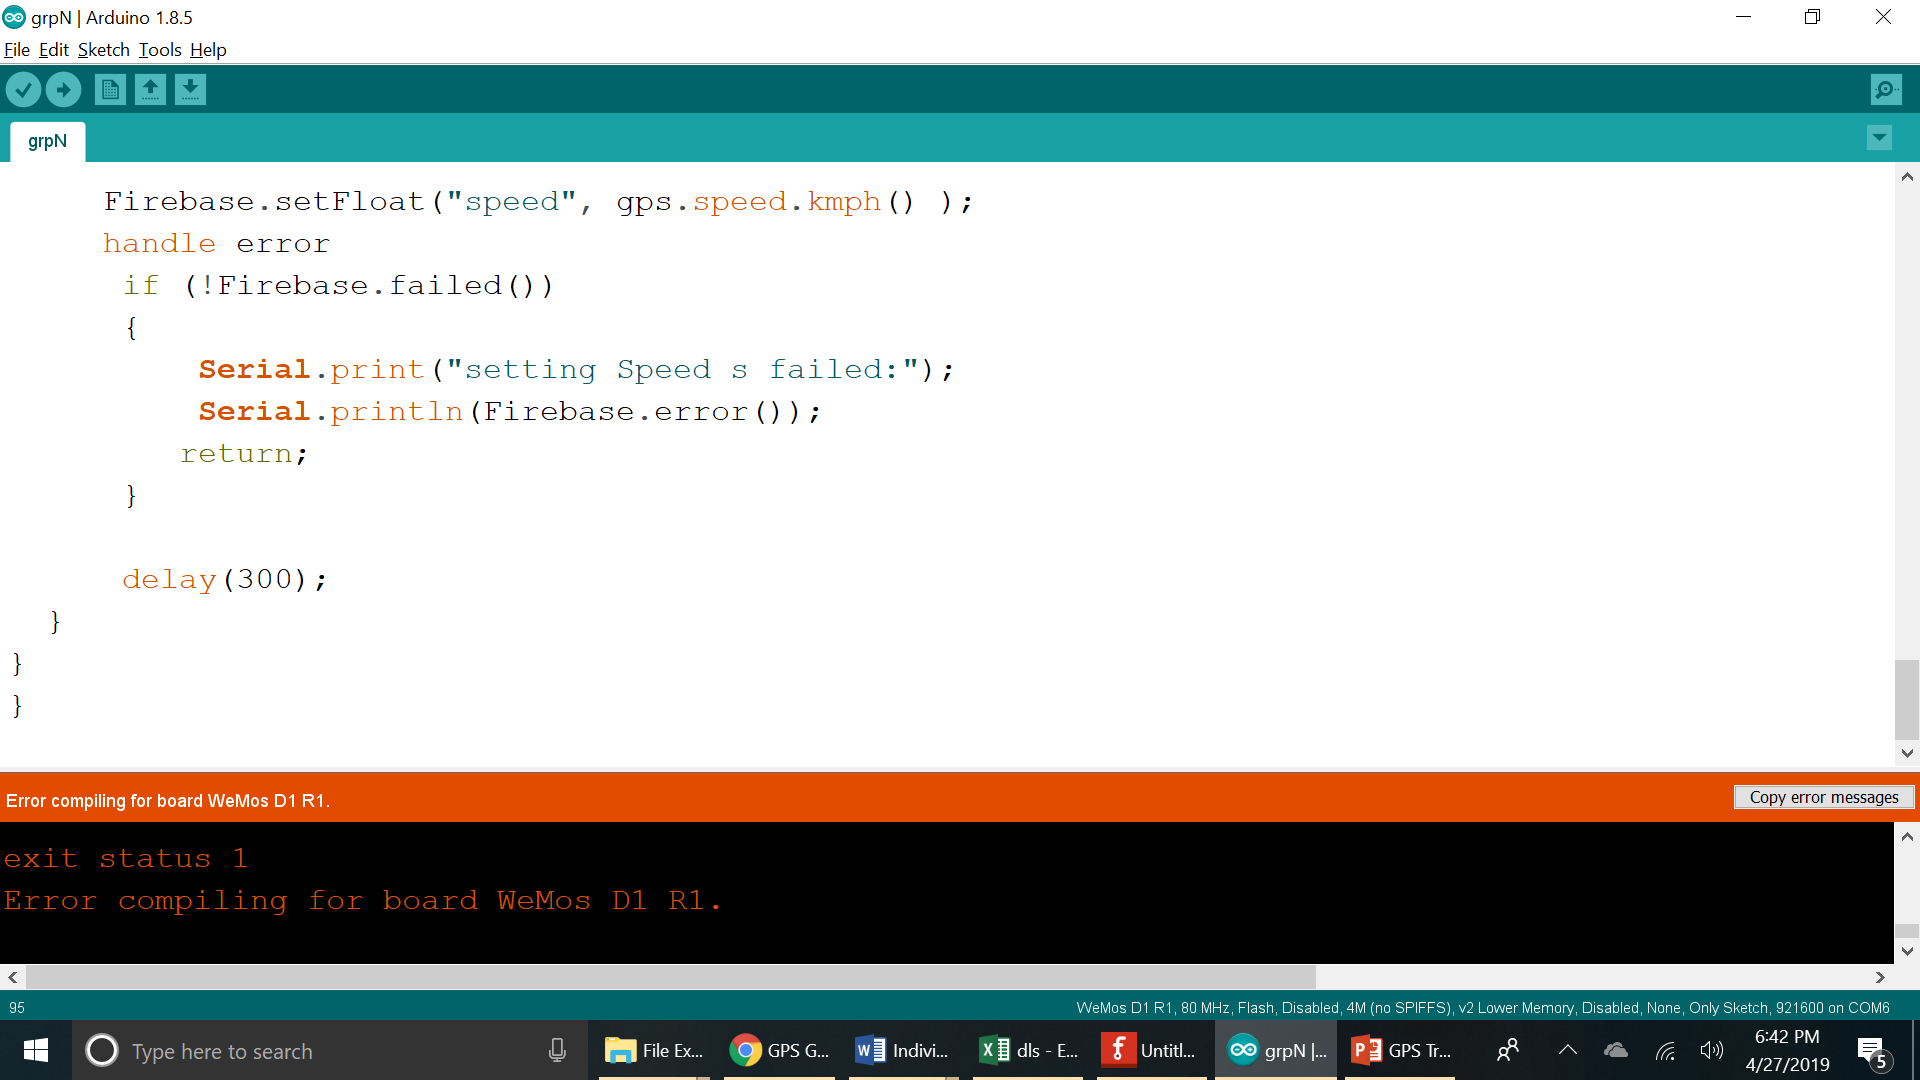 grpN | Arduino 1.8.5
File Edit Sketch Tools Help
grpN
Firebase.setFloat("speed", gps.speed.kmph() );
handle error
if (!Firebase.failed())
{
Serial.print("setting Speed s failed:");
Serial.println(Firebase.error());
return;
}
delay(300);
}
}
}
Error compiling for board WeMos D1 R1.
Copy error messages
exit status 1
Error compiling for board WeMos D1 R1.
95
WeMos D1 R1, 80 MHz, Flash, Disabled, 4M (no SPIFFS), v2 Lower Memory, Disabled, None, Only Sketch, 921600 on COM6
Type here to search
File Ex...
GPS G...
Indivi...
dls - E...
Untitl...
grpN |...
GPS Tr...
6:42 PM
4/27/2019
5